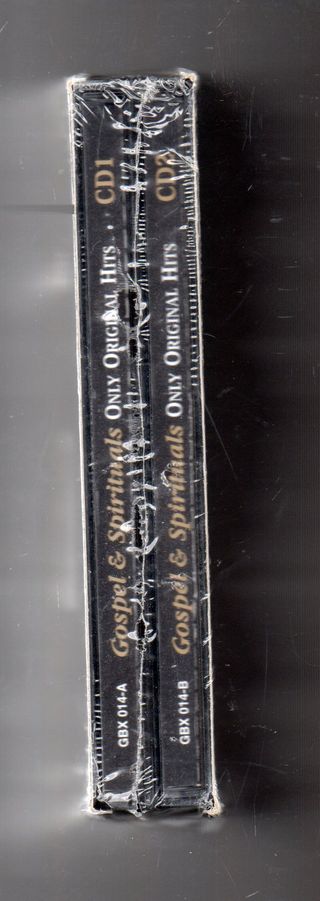 GBX 014-A Gospel & Spirituals ONLY ORIGINAL HITS . CD1
GBX 014-B Gospel & Spirituals ONLY ORIGINAL HITS CD2